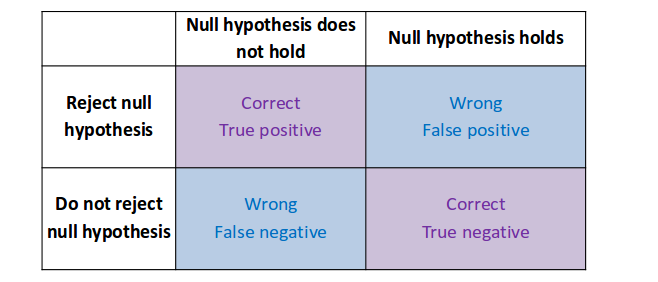 Null hypothesis does
not hold
Null hypothesis holds
Reject null
hypothesis
Correct
True positive
Wrong
False positive
Do not reject
null hypothesis
Wrong
False negative
Correct
True negative